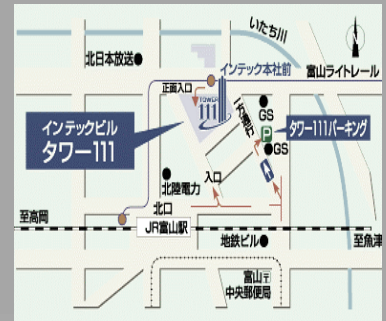 いたち川
北日本放送
インテック本社前
正面入口
富山ライトレール
TOWER
111
一方通行
GS
P
タワー111パーキング
GS
インテックビル
タワー111
入口
北陸電力
北口
至高岡
JR富山駅
地鉄ビル
至魚津
富山〒
中央郵便局